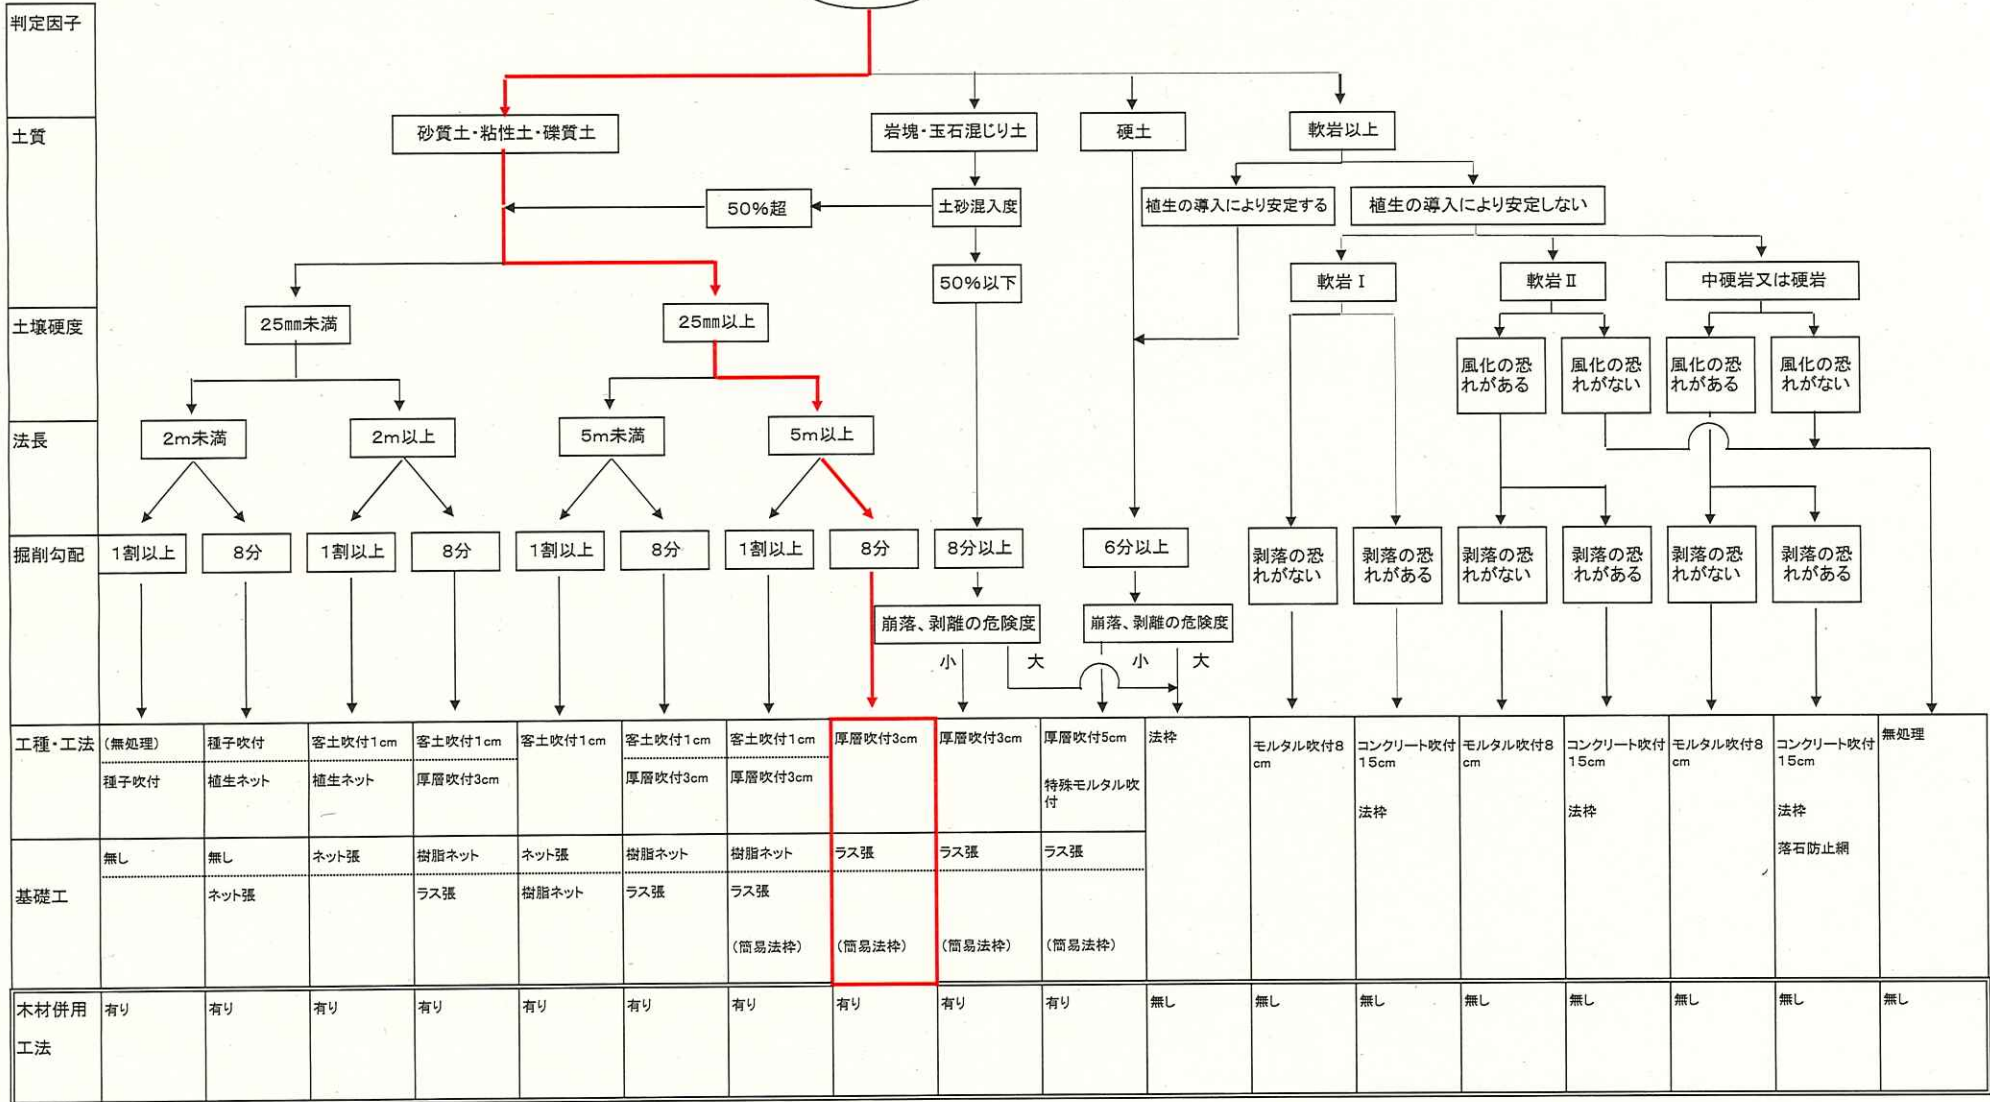 判定因子
土質
砂質土・粘性土・礫質土
岩塊・玉石混じり土
硬土
軟岩以上
50%超
土砂混入度
植生の導入により安定する
植生の導入により安定しない
50%以下
軟岩Ⅰ
軟岩Ⅱ
中硬岩又は硬岩
土壌硬度
25㎜未満
25㎜以上
風化の恐
れがある
風化の恐
れがない
風化の恐
れがある
風化の恐
れがない
法長
2m未満
2m以上
5m未満
5m以上
掘削勾配
1割以上
8分
1割以上
8分
1割以上
8分
1割以上
8分
8分以上
6分以上
剥落の恐
れがない
剥落の恐
れがある
剥落の恐
れがない
剥落の恐
れがある
剥落の恐
れがない
剥落の恐
れがある
崩落、剥離の危険度
崩落、剥離の危険度
小
大
小
大
工種・工法
(無処理)
種子吹付
種子吹付
植生ネット
客土吹付1cm
植生ネット
客土吹付1cm
厚層吹付3cm
客土吹付1cm
客土吹付1cm
厚層吹付3cm
客土吹付1cm
厚層吹付3cm
厚層吹付3cm
厚層吹付3cm
厚層吹付5cm
特殊モルタル吹
付
法枠
モルタル吹付8
cm
コンクリート吹付
15cm
法枠
モルタル吹付8
cm
コンクリート吹付
15cm
法枠
モルタル吹付8
cm
コンクリート吹付
15cm
法枠
落石防止網
無処理
基礎工
無し
無し
ネット張
ネット張
樹脂ネット
ラス張
ネット張
樹脂ネット
樹脂ネット
ラス張
樹脂ネット
ラス張
(簡易法枠)
ラス張
(簡易法枠)
ラス張
(簡易法枠)
ラス張
(簡易法枠)
木材併用
工法
有り
有り
有り
有り
有り
有り
有り
有り
有り
有り
無し
無し
無し
無し
無し
無し
無し
無し